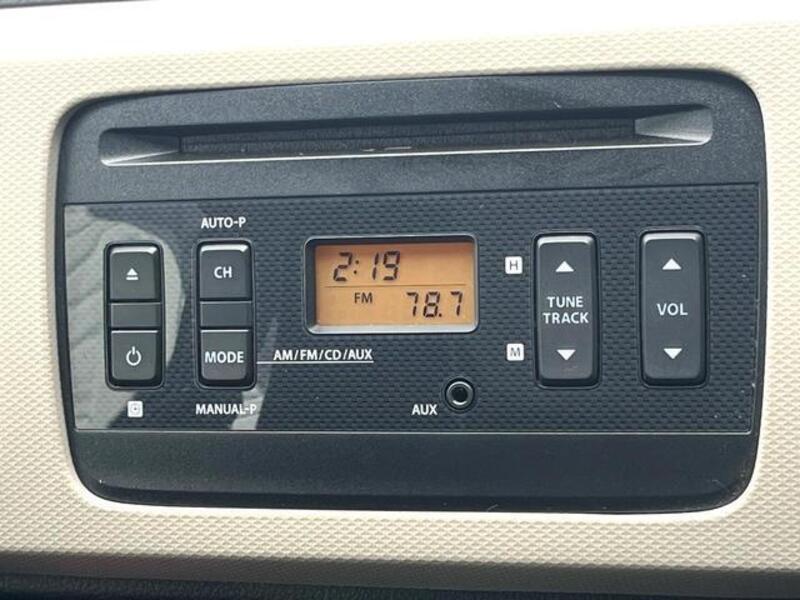 AUTO-P
CH
2:19
FM
78.7
H
TUNE
TRACK
VOL
MODE
AM/FM/CD/AUX
M
MANUAL-P
AUX